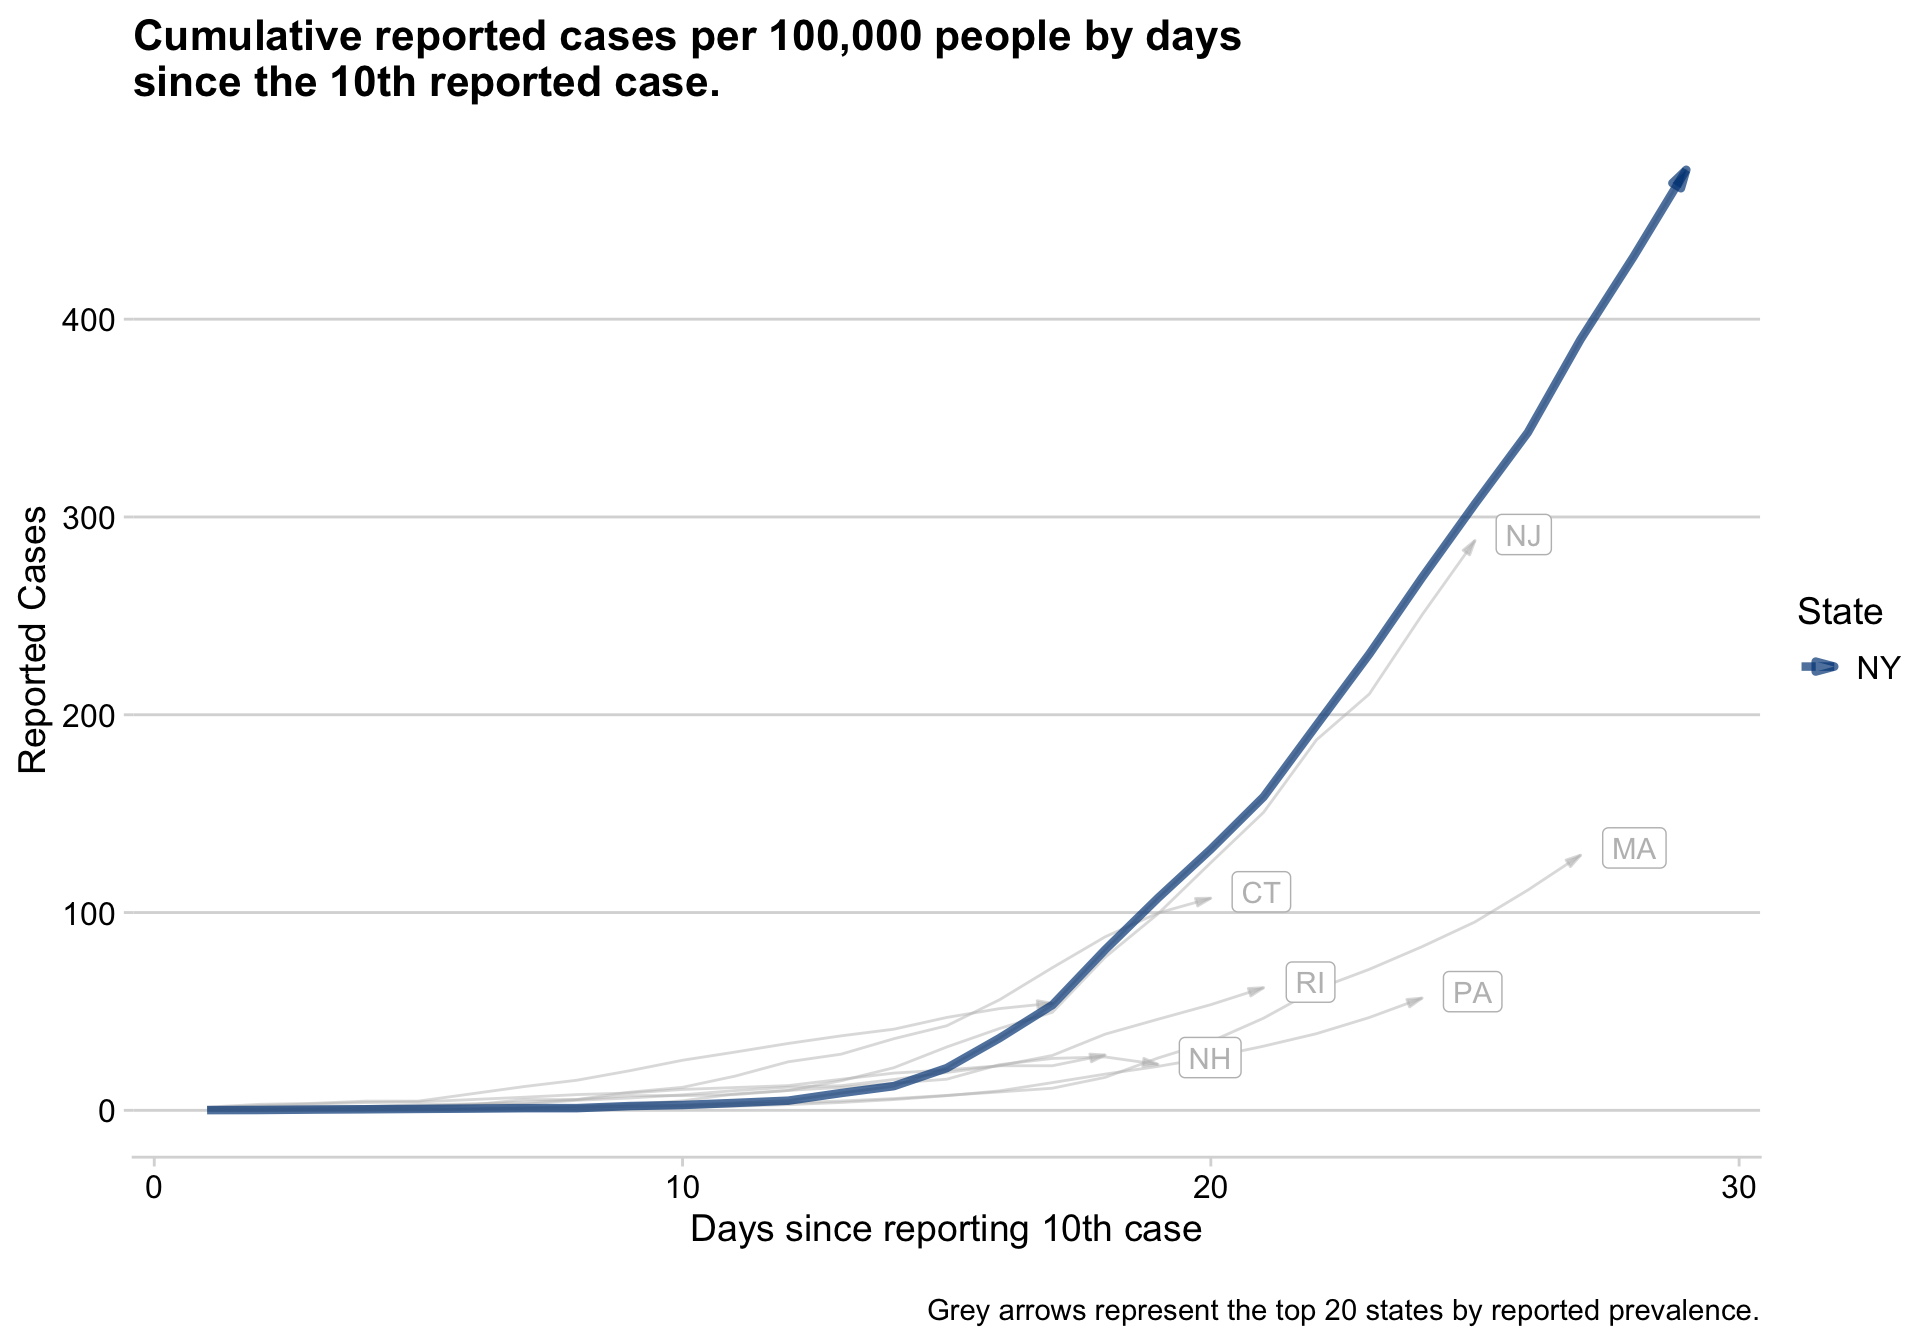 Cumulative reported cases per 100,000 people by days
since the 10th reported case.
400
300
200
100
0
Reported Cases
NJ
MA
CT
RI
PA
NH
State
NY
0
10
20
30
Days since reporting 10th case
Grey arrows represent the top 20 states by reported prevalence.